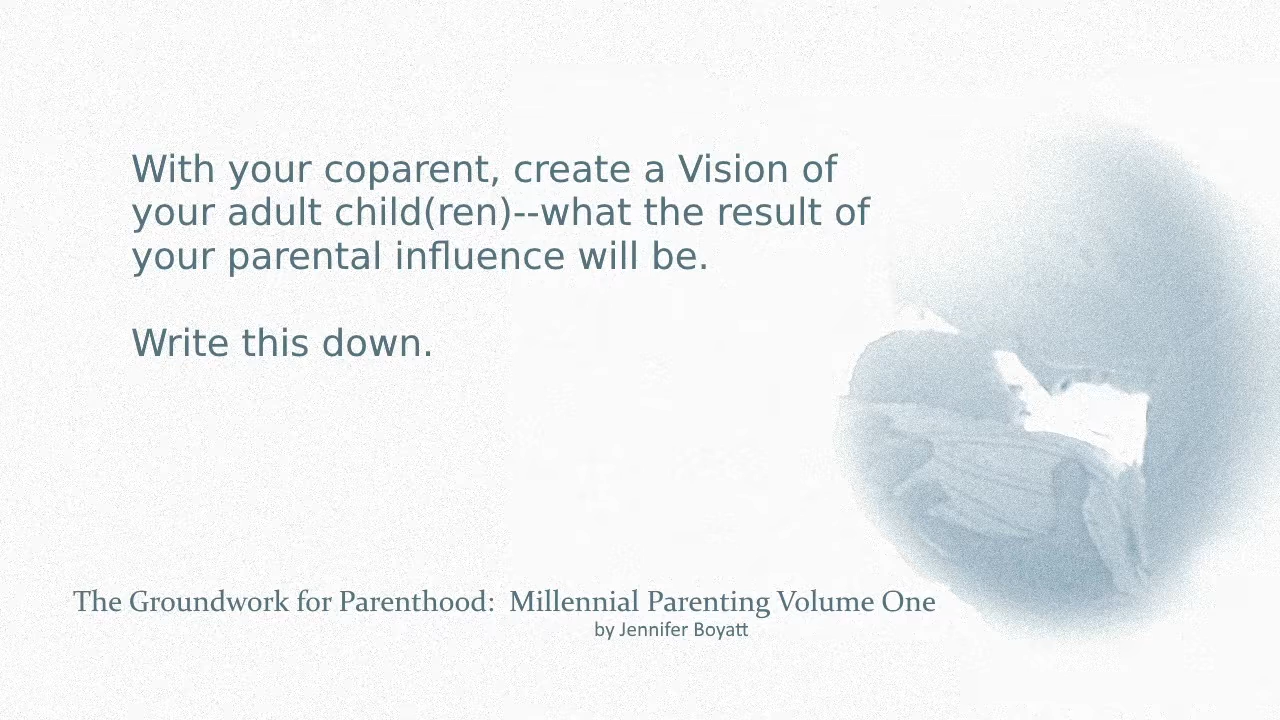 With your coparent, create a Vision of
your adult child(ren)--what the result of
your parental influence will be.
Write this down.
The Groundwork for Parenthood:  Millennial Parenting Volume One
by Jennifer Boyatt